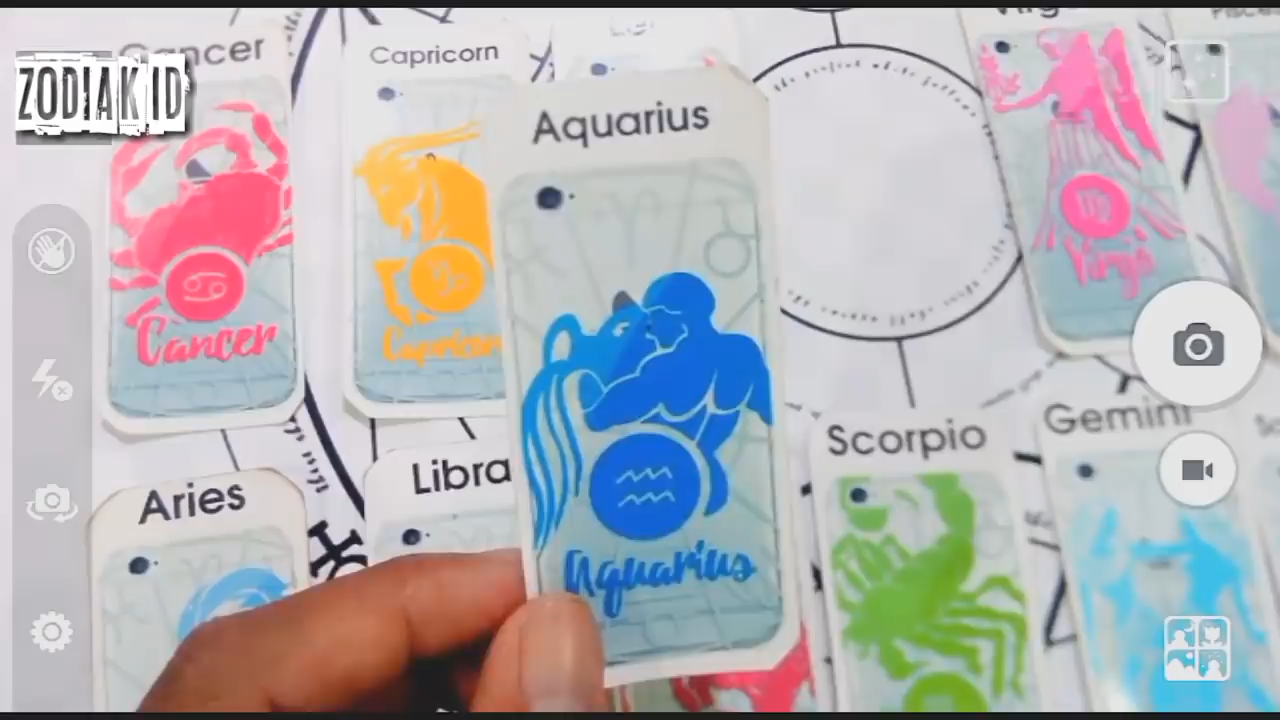 ZODIAK ID
Cancer
Capricorn
Aquarius
Cancer
Capricorn
Virgo
Aries
Libra
Scorpio
Gemini
Aquarius